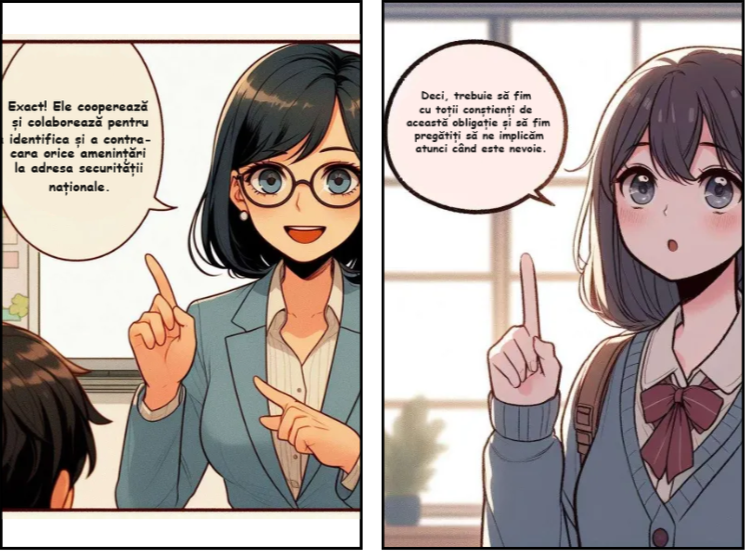 Exact! Ele cooperează
și colaborează pentru
identifica și a contra-
cara orice amenințări
la adresa securității
naționale.
Deci, trebuie să fim
cu toții conștienți de
această obligație și să fim
pregătiți să ne implicăm
atunci când este nevoie.